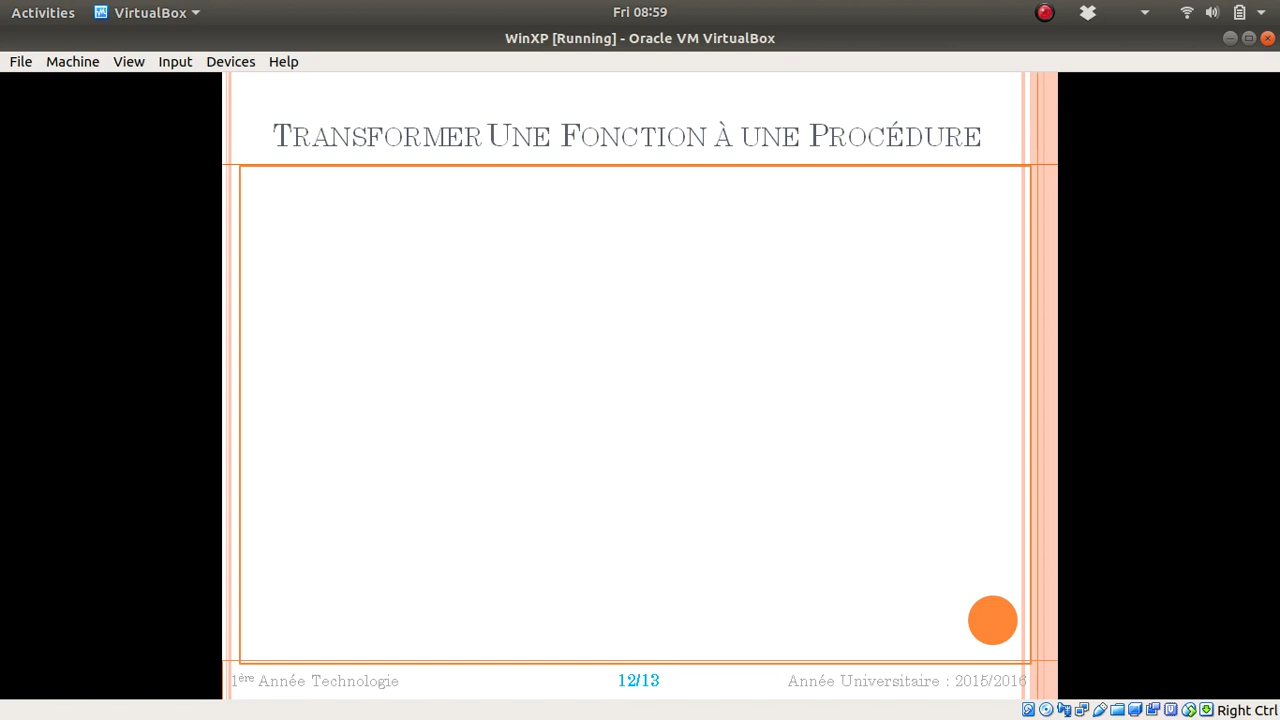 Activities VirtualBox Fri 08:59
WinXP [Running] - Oracle VM VirtualBox
File Machine View Input Devices Help
TRANSFORMER UNE FONCTION À UNE PROCÉDURE
1ère Année Technologie 12/13 Année Universitaire : 2015/2016
Right Ctrl